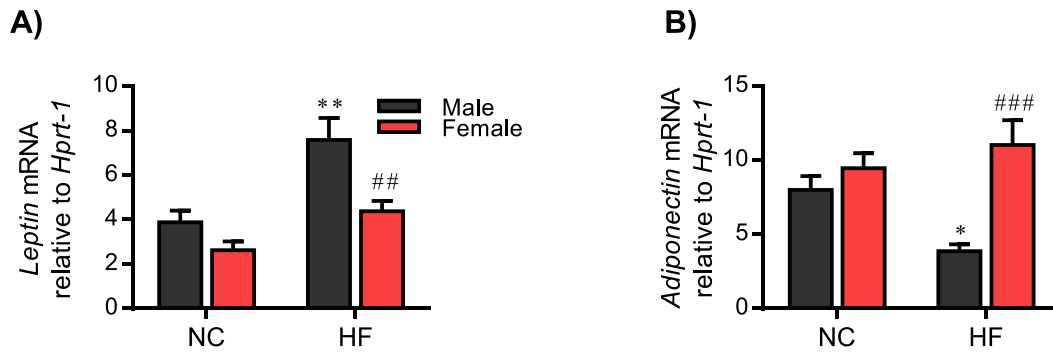 A)
Leptin mRNA
relative to Hprt-1
10
8
6
4
2
0
**
##
Male
Female
NC
HF
B)
Adiponectin mRNA
relative to Hprt-1
15
10
5
0
*
###
NC
HF